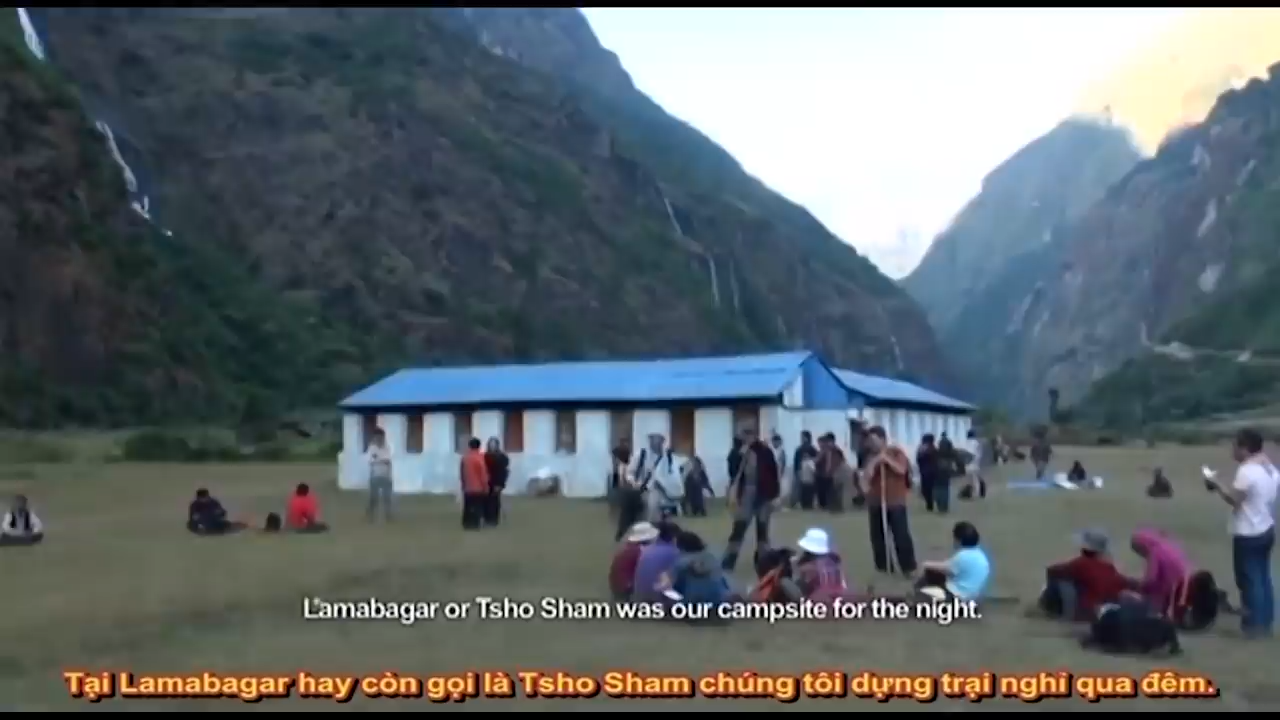 Lamabagar or Tsho Sham was our campsite for the night.
Tại Lamabagar hay còn gọi là Tsho Sham chúng tôi dựng trại nghỉ qua đêm.